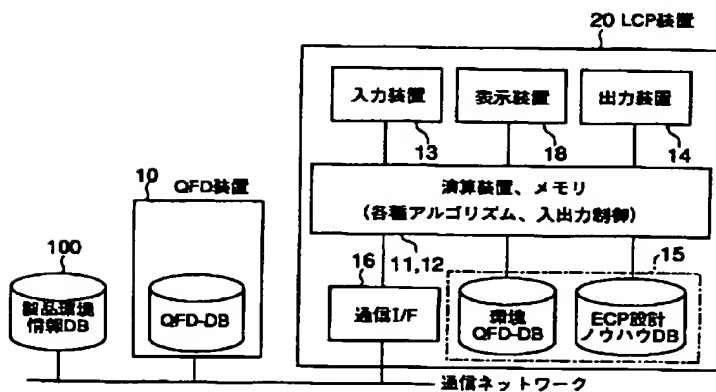 20 LCP装置
入力装置
表示装置
出力装置
13
18
14
演算装置、メモリ
(各種アルゴリズム、入出力制御)
10
QFD装置
11,12
15
100
16
製品環境
情報DB
QFD-DB
通信I/F
環境
QFD-DB
ECP設計
ノウハウDB
通信ネットワーク